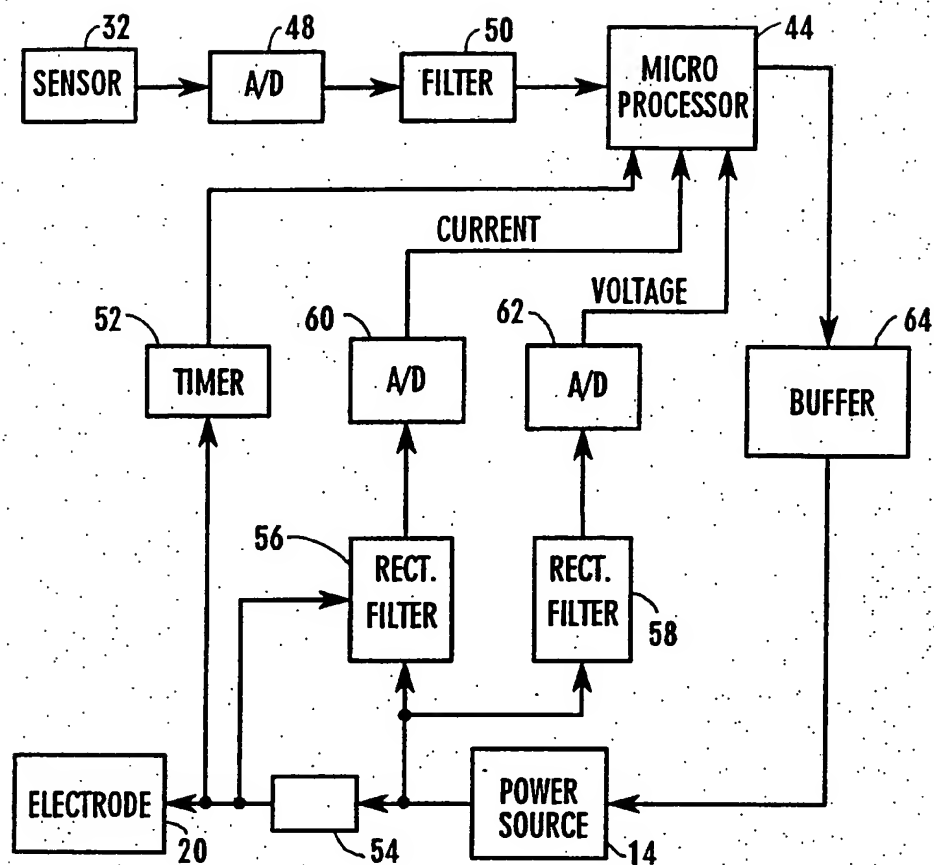 32
48
50
44
SENSOR
A/D
FILTER
MICRO
PROCESSOR
CURRENT
VOLTAGE
52
60
62
64
TIMER
A/D
A/D
BUFFER
56
RECT.
FILTER
RECT.
FILTER
58
ELECTRODE
POWER
SOURCE
20
54
14